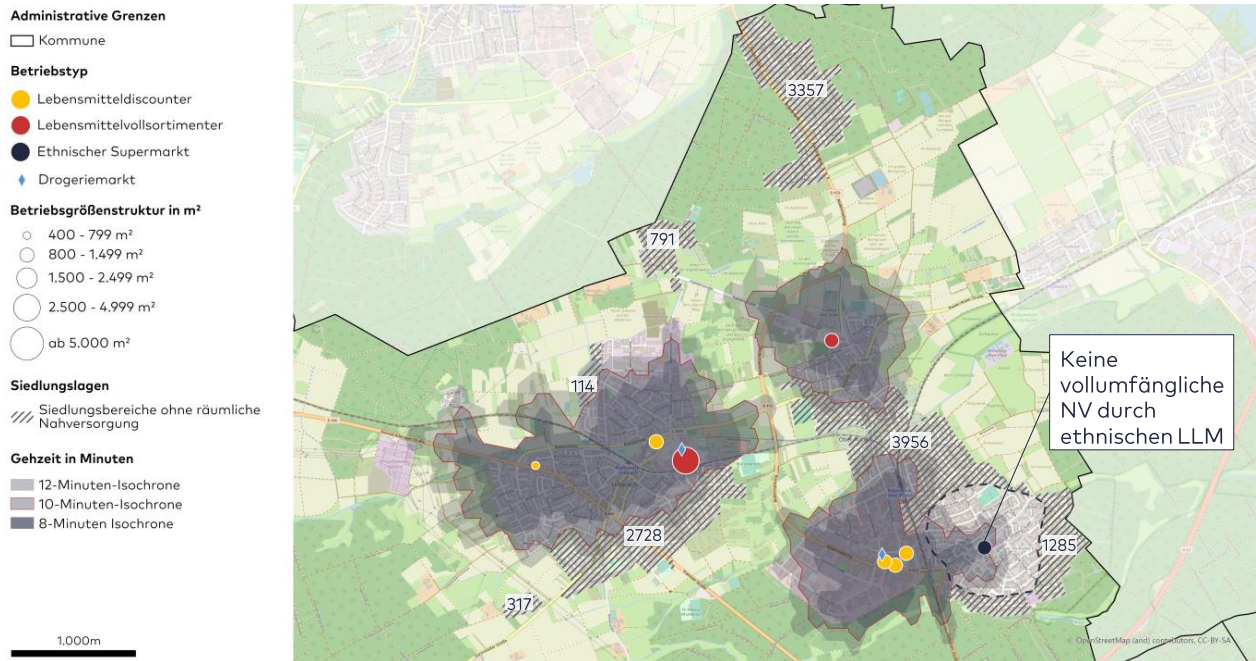 Administrative Grenzen
Kommune
Betriebstyp
Lebensmitteldiscounter
Lebensmittelvollsortimenter
Ethnischer Supermarkt
Drogeriemarkt
Betriebsgrößenstruktur in m²
400 - 799 m²
800 - 1.499 m²
1.500 - 2.499 m²
2.500 - 4.999 m²
ab 5.000 m²
Siedlungslagen
Siedlungsbereiche ohne räumliche
Nahversorgung
Gehzeit in Minuten
12-Minuten-Isochrone
10-Minuten-Isochrone
8-Minuten Isochrone
1.000m
3357
791
114
3956
2728
1285
317
Keine
vollumfängliche
NV durch
ethnischen LLM
OpenStreetMap (and) contributors, CC-BY-SA